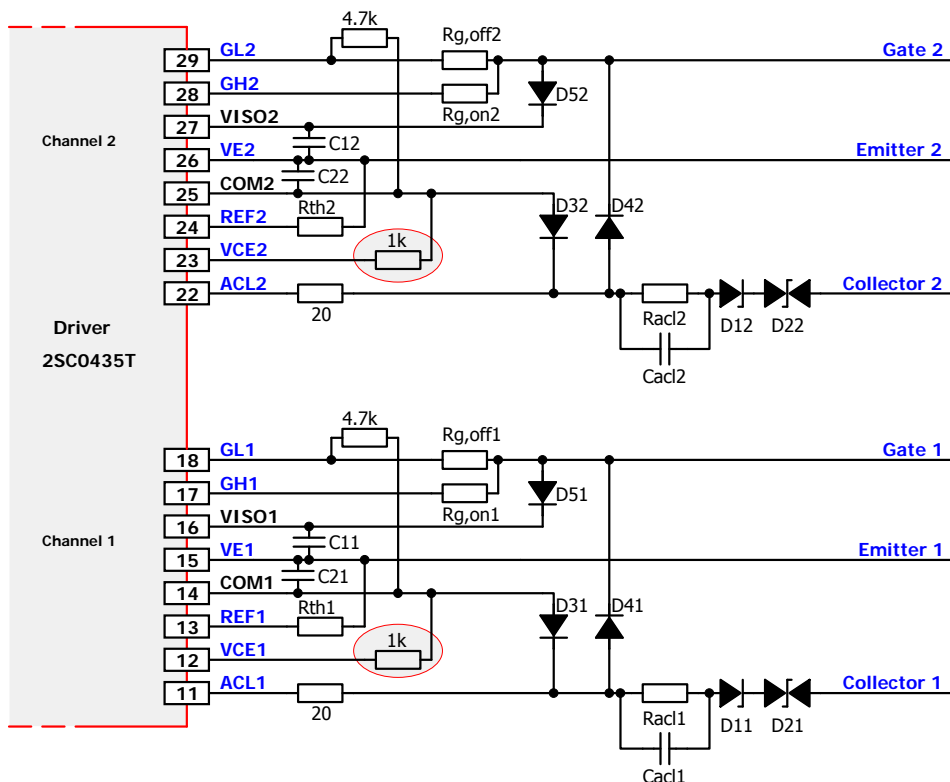 4.7k
Rg,off2
29 GL2 Gate 2
28 GH2 D52
27 VISO2 Rg,on2
Channel 2 C12
26 VE2 Emitter 2
C22
25 COM2
Rth2 D32 D42
24 REF2
1k
23 VCE2
22 ACL2 Collector 2
20 Racl2 D12 D22
Driver
2SC0435T
Cacl2
4.7k
Rg,off1
18 GL1 Gate 1
17 GH1 D51
16 VISO1 Rg,on1
Channel 1 C11
15 VE1 Emitter 1
C21
14 COM1
Rth1 D31 D41
13 REF1
1k
12 VCE1
11 ACL1 Collector 1
20 Racl1 D11 D21
Cacl1